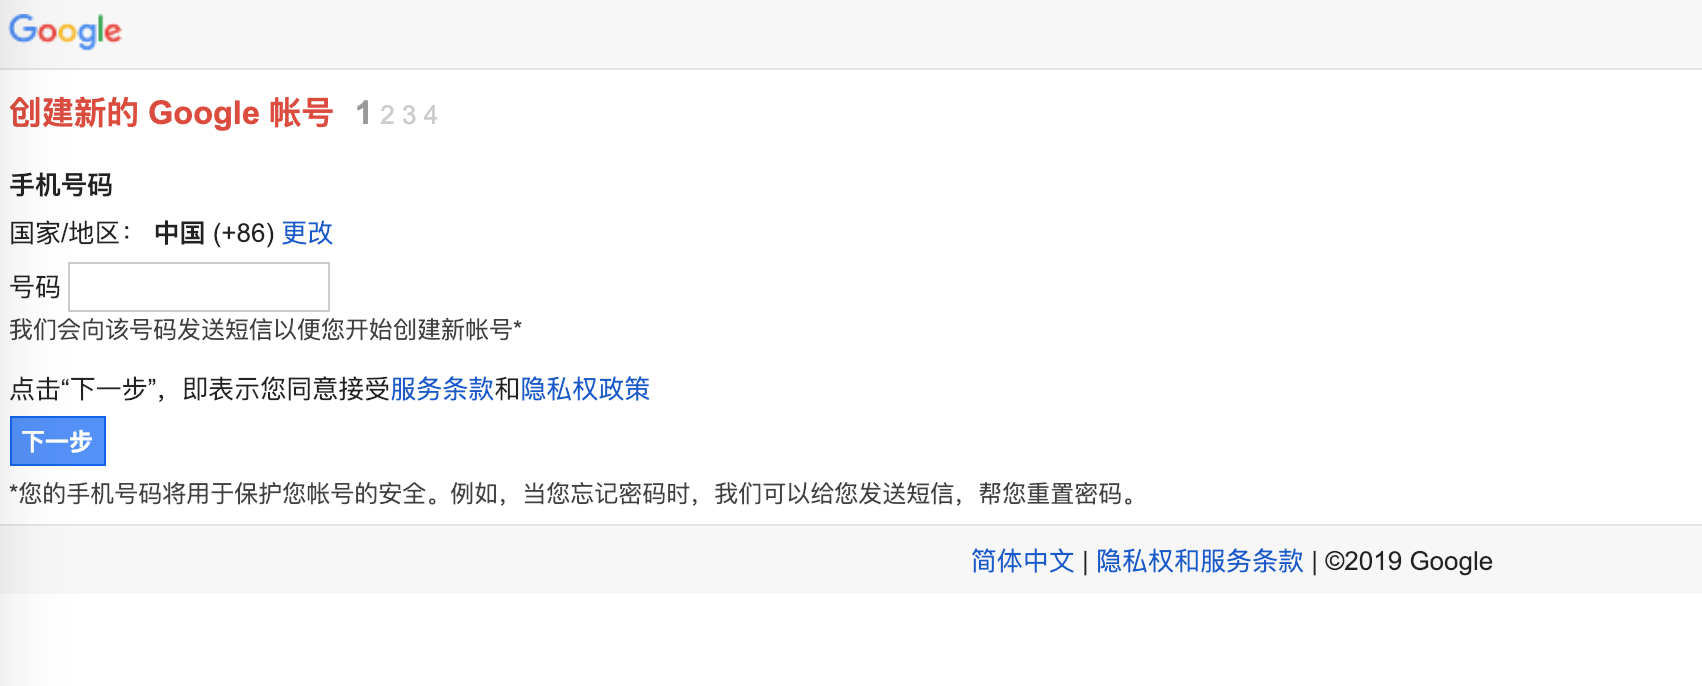 Google
创建新的 Google 帐号 1 2 3 4
手机号码
国家/地区： 中国 (+86) 更改
号码
我们会向该号码发送短信以便您开始创建新帐号*
点击“下一步”，即表示您同意接受服务条款和隐私权政策
下一步
*您的手机号码将用于保护您帐号的安全。例如，当您忘记密码时，我们可以给您发送短信，帮您重置密码。
简体中文 | 隐私权和服务条款 | ©2019 Google